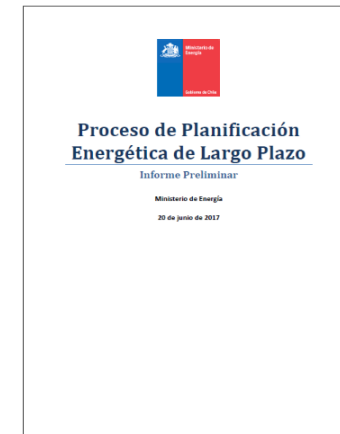 Ministerio de
Energía
Gobierno de Chile
Proceso de Planificación
Energética de Largo Plazo
Informe Preliminar
Ministerio de Energía
20 de junio de 2017